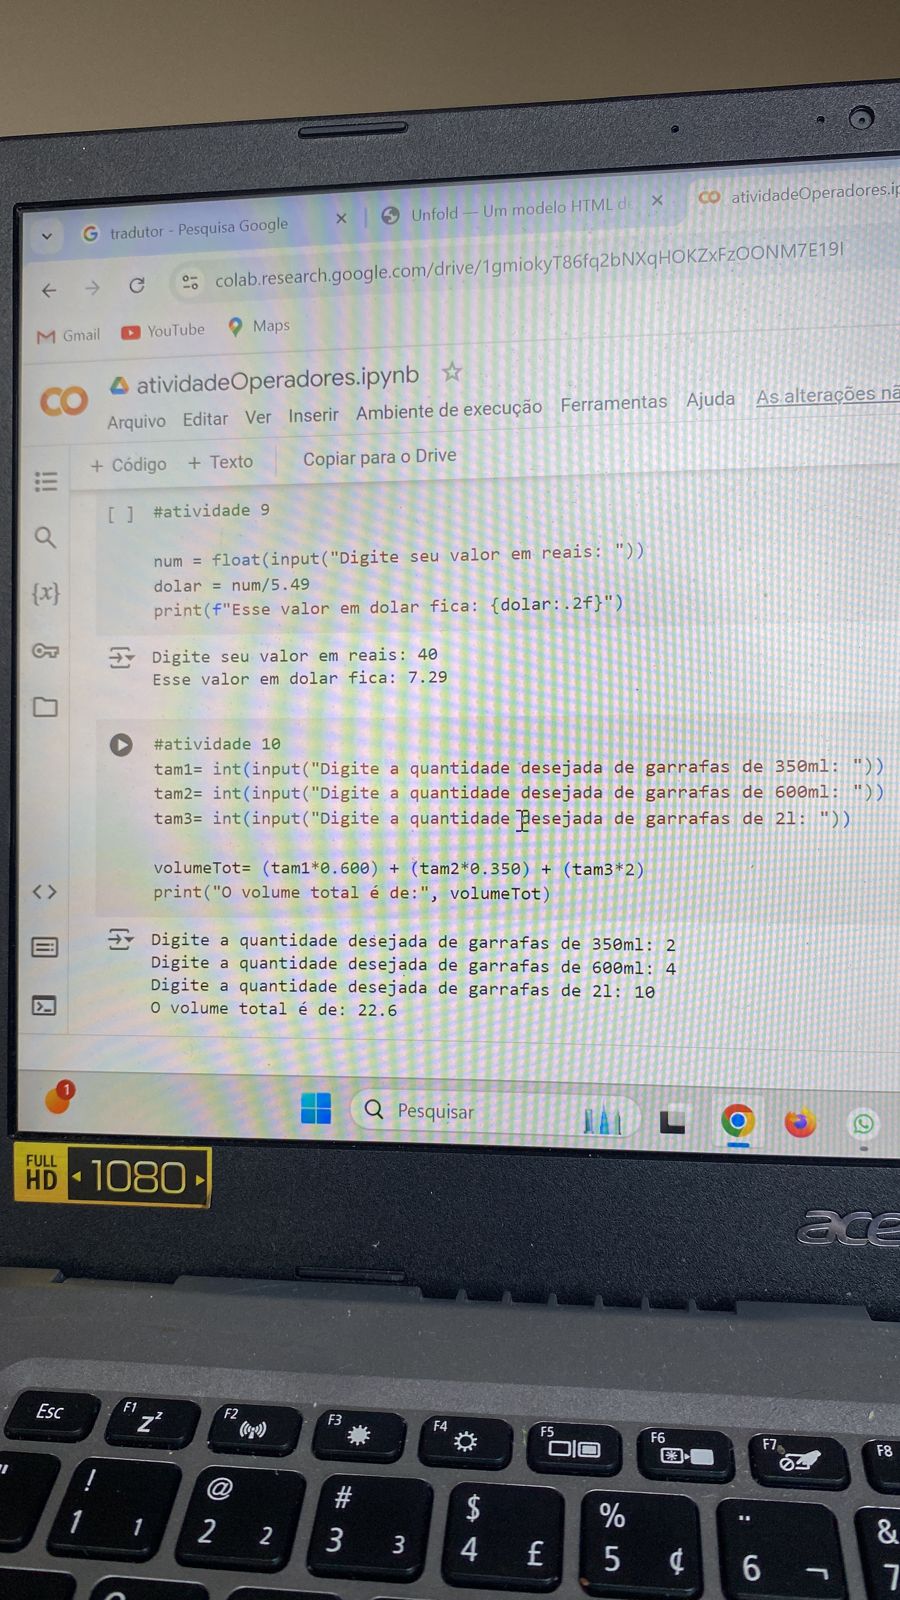 tradutor - Pesquisa Google
Unfold — Um modelo HTML d
atividadeOperadores.ip
colab.research.google.com/drive/1gmiokyT86fq2bNXqHOKZxFzOONM7E19I
Gmail
YouTube
Maps
atividadeOperadores.ipynb
Arquivo Editar Ver Inserir Ambiente de execução Ferramentas Ajuda As alterações nã
+ Código + Texto Copiar para o Drive
[ ] #atividade 9
num = float(input("Digite seu valor em reais: "))
dolar = num/5.49
print(f"Esse valor em dolar fica: {dolar:.2f}")
Digite seu valor em reais: 40
Esse valor em dolar fica: 7.29
{x}
#atividade 10
tam1= int(input("Digite a quantidade desejada de garrafas de 350ml: "))
tam2= int(input("Digite a quantidade desejada de garrafas de 600ml: "))
tam3= int(input("Digite a quantidade desejada de garrafas de 2l: "))
volumeTot= (tam1*0.600) + (tam2*0.350) + (tam3*2)
print("O volume total é de:", volumeTot)
Digite a quantidade desejada de garrafas de 350ml: 2
Digite a quantidade desejada de garrafas de 600ml: 4
Digite a quantidade desejada de garrafas de 2l: 10
O volume total é de: 22.6
1
Pesquisar
FULL HD 1080
ace
Esc F1 Zz F2 F3 F4 F5 F6 F7 F8
! @ # $ % ¨ &
1 1 2 2 3 3 4 £ 5 ¢ 6 ¬ 7